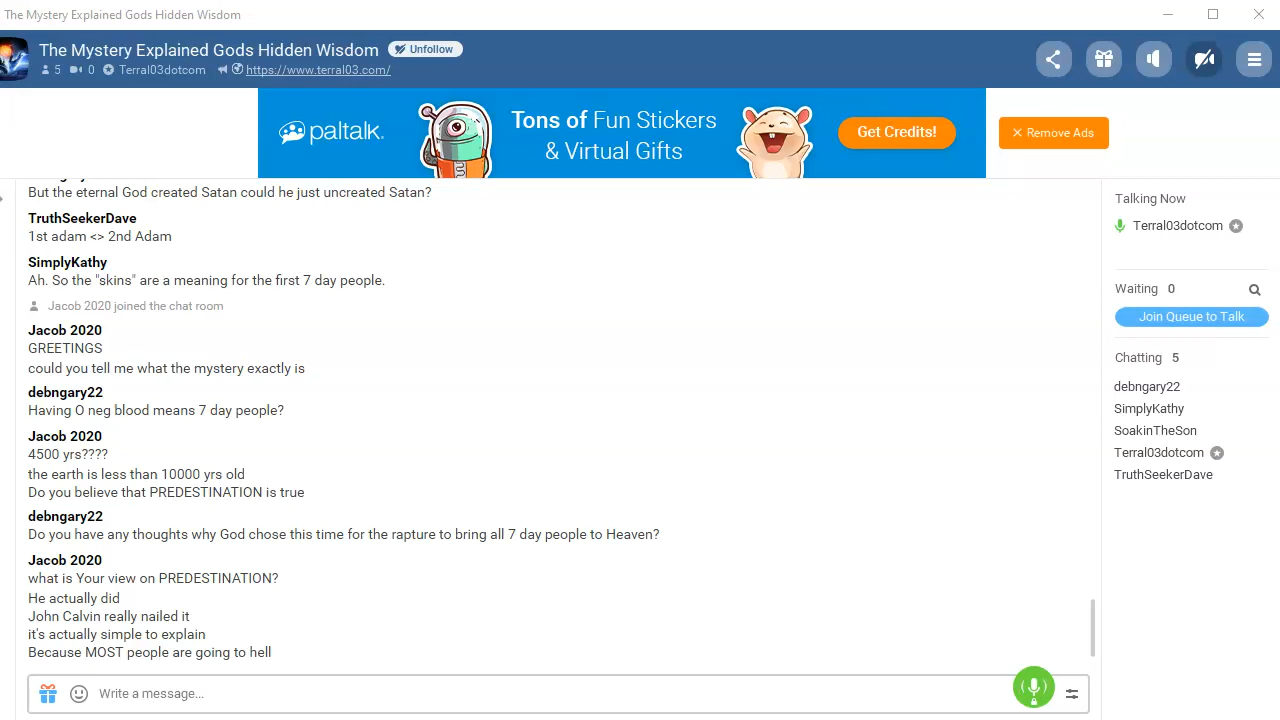 The Mystery Explained Gods Hidden Wisdom
The Mystery Explained Gods Hidden Wisdom Unfollow
5 0 Terral03dotcom https://www.terral03.com/
paltalk.
Tons of Fun Stickers
& Virtual Gifts
Get Credits!
Remove Ads
But the eternal God created Satan could he just uncreated Satan?
TruthSeekerDave
1st adam <> 2nd Adam
SimplyKathy
Ah. So the "skins" are a meaning for the first 7 day people.
Jacob 2020 joined the chat room
Jacob 2020
GREETINGS
could you tell me what the mystery exactly is
debngary22
Having O neg blood means 7 day people?
Jacob 2020
4500 yrs????
the earth is less than 10000 yrs old
Do you believe that PREDESTINATION is true
debngary22
Do you have any thoughts why God chose this time for the rapture to bring all 7 day people to Heaven?
Jacob 2020
what is Your view on PREDESTINATION?
He actually did
John Calvin really nailed it
it's actually simple to explain
Because MOST people are going to hell
Write a message...
Talking Now
Terral03dotcom
Waiting 0
Join Queue to Talk
Chatting 5
debngary22
SimplyKathy
SoakinTheSon
Terral03dotcom
TruthSeekerDave